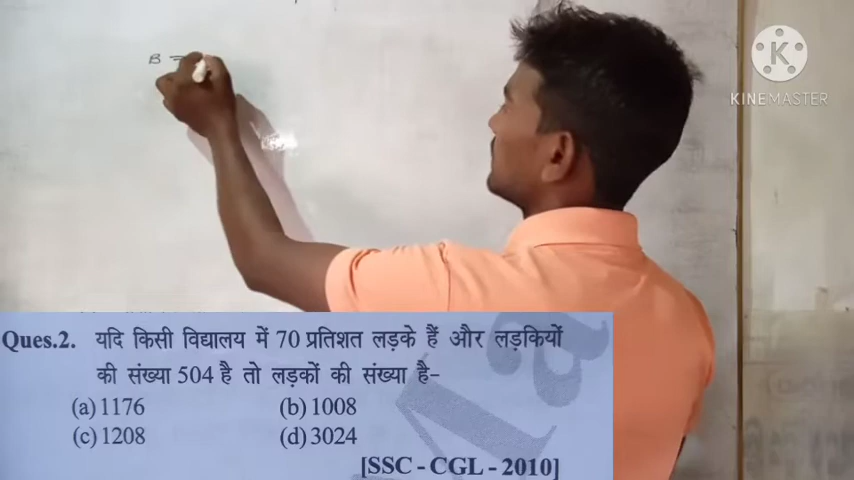 B =
KINEMASTER
Ques.2. यदि किसी विद्यालय में 70 प्रतिशत लड़के हैं और लड़कियों
की संख्या 504 है तो लड़कों की संख्या है-
(a) 1176 (b) 1008
(c) 1208 (d) 3024
[SSC - CGL - 2010]